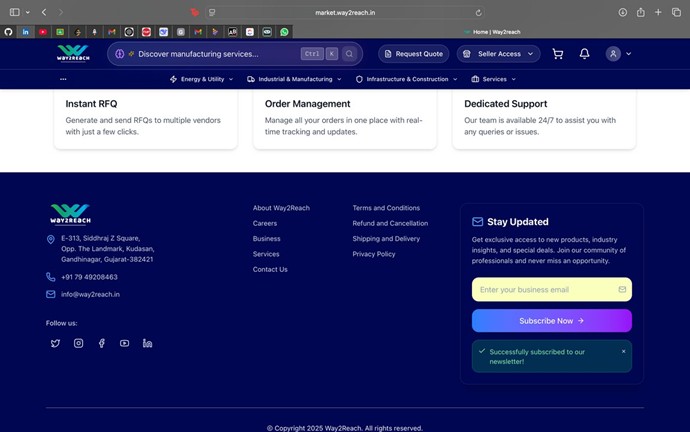 market.way2reach.in
Home | Way2reach
WAY2REACH
Discover manufacturing services...
Ctrl K
Request Quote
Seller Access
Energy & Utility
Industrial & Manufacturing
Infrastructure & Construction
Services
Instant RFQ
Generate and send RFQs to multiple vendors
with just a few clicks.
Order Management
Manage all your orders in one place with real-
time tracking and updates.
Dedicated Support
Our team is available 24/7 to assist you with
any queries or issues.
WAY2REACH
E-313, Siddhraj Z Square,
Opp. The Landmark, Kudasan,
Gandhinagar, Gujarat-382421
+91 79 49208463
info@way2reach.in
Follow us:
About Way2Reach
Careers
Business
Services
Contact Us
Terms and Conditions
Refund and Cancellation
Shipping and Delivery
Privacy Policy
Stay Updated
Get exclusive access to new products, industry
insights, and special deals. Join our community of
professionals and never miss an opportunity.
Enter your business email
Subscribe Now
Successfully subscribed to our
newsletter!
© Copyright 2025 Way2Reach. All rights reserved.